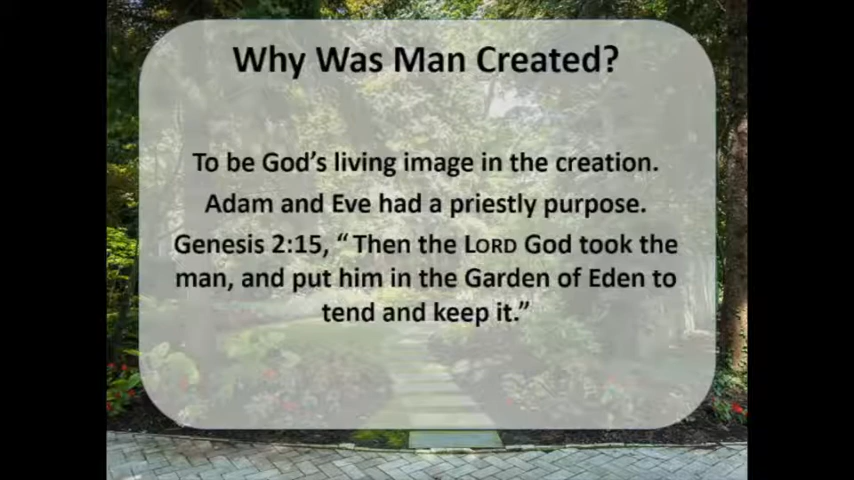 Why Was Man Created?
To be God's living image in the creation.
Adam and Eve had a priestly purpose.
Genesis 2:15, “Then the LORD God took the
man, and put him in the Garden of Eden to
tend and keep it.”